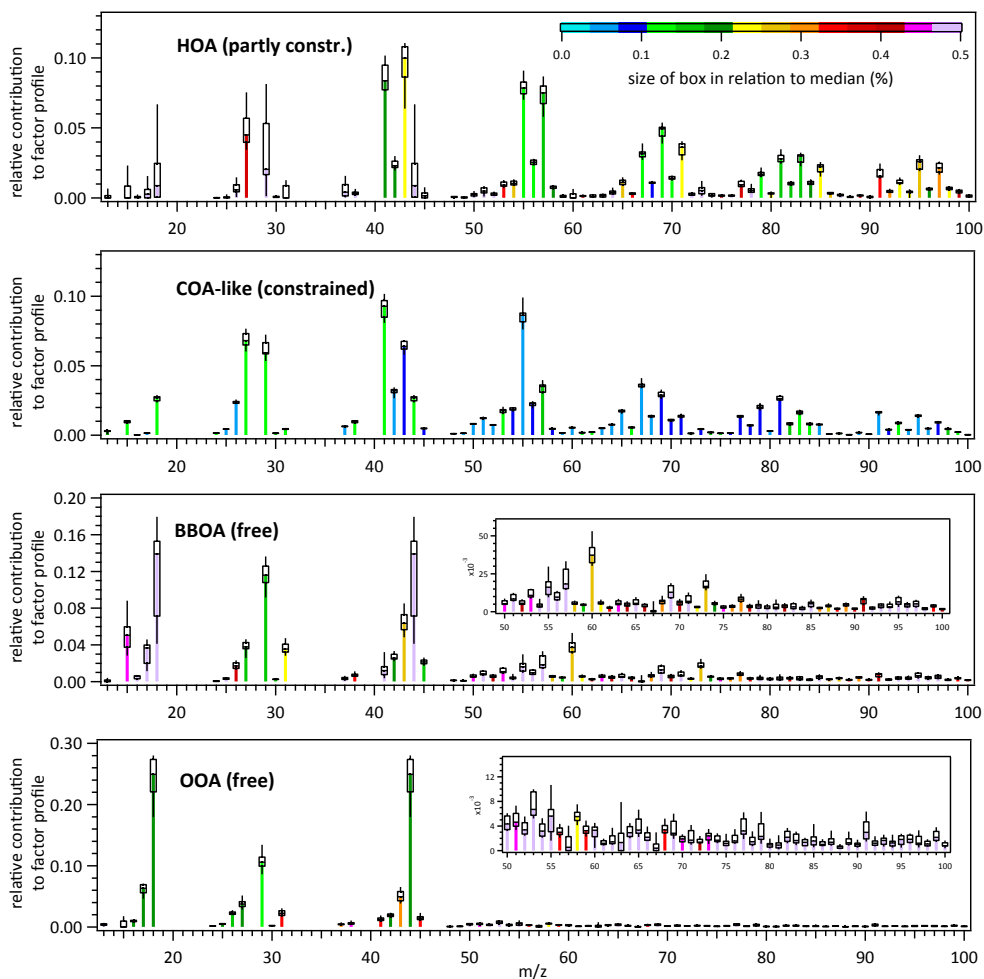 HOA (partly constr.)
0.0 0.1 0.2 0.3 0.4 0.5
size of box in relation to median (%)
relative contribution
to factor profile
0.10
0.05
0.00
20 30 40 50 60 70 80 90 100
COA-like (constrained)
relative contribution
to factor profile
0.10
0.05
0.00
20 30 40 50 60 70 80 90 100
BBOA (free)
relative contribution
to factor profile
0.20
0.16
0.12
0.08
0.04
0.00
20 30 40 50 60 70 80 90 100
x10⁻³
50
25
0
50 55 60 65 70 75 80 85 90 95 100
OOA (free)
relative contribution
to factor profile
0.30
0.20
0.10
0.00
20 30 40 50 60 70 80 90 100
x10⁻³
12
8
4
0
50 55 60 65 70 75 80 85 90 95 100
m/z